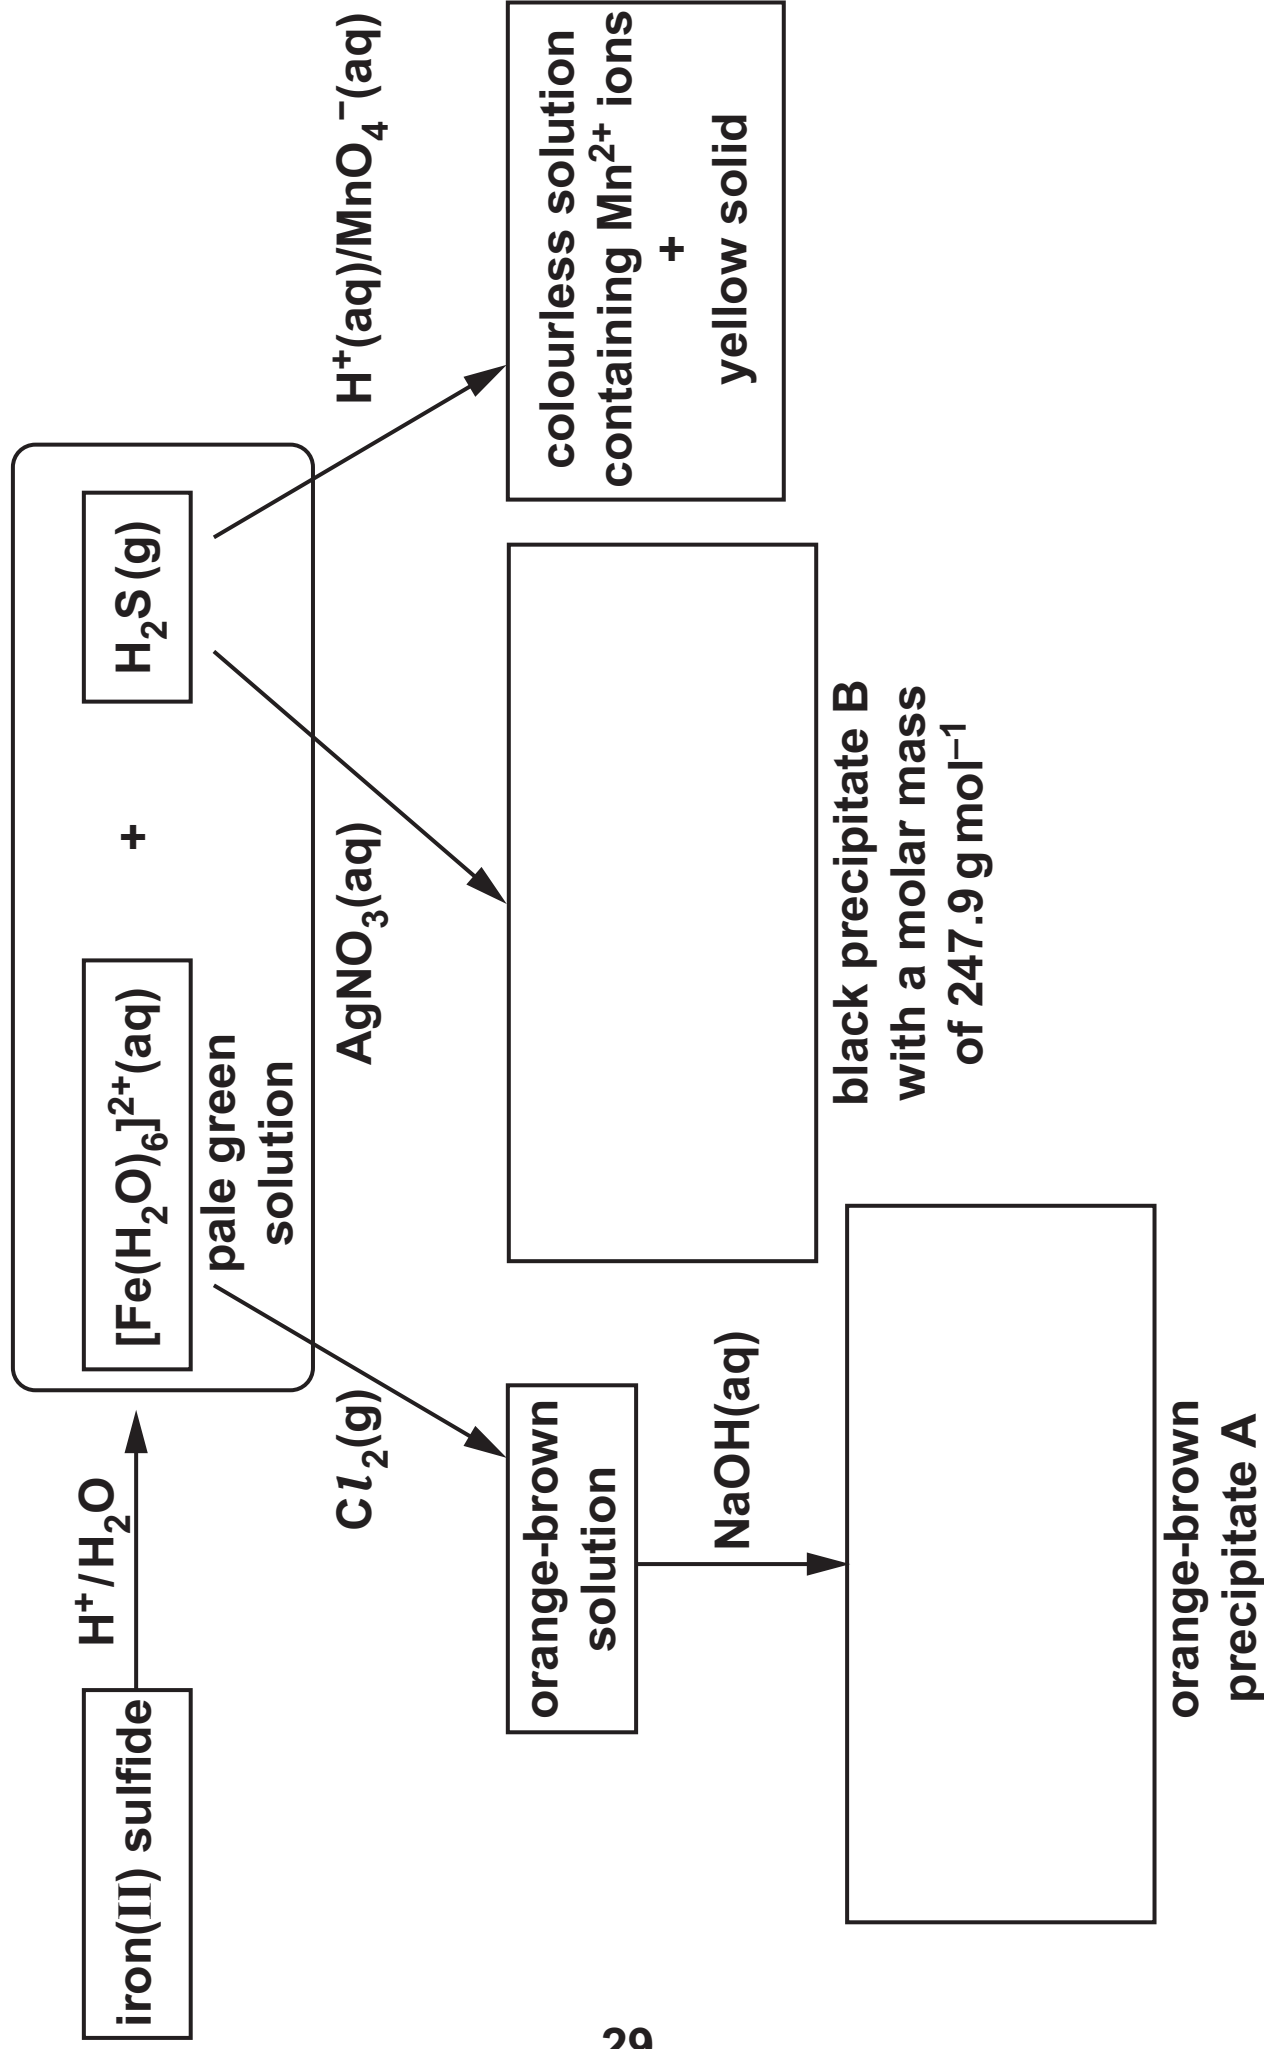 iron(II) sulfide
H⁺/H₂O
[Fe(H₂O)₆]²⁺(aq)
pale green
solution
+
H₂S(g)
Cl₂(g)
AgNO₃(aq)
H⁺(aq)/MnO₄⁻(aq)
orange-brown
solution
NaOH(aq)
orange-brown
precipitate A
black precipitate B
with a molar mass
of 247.9 g mol⁻¹
colourless solution
containing Mn²⁺ ions
+
yellow solid
29